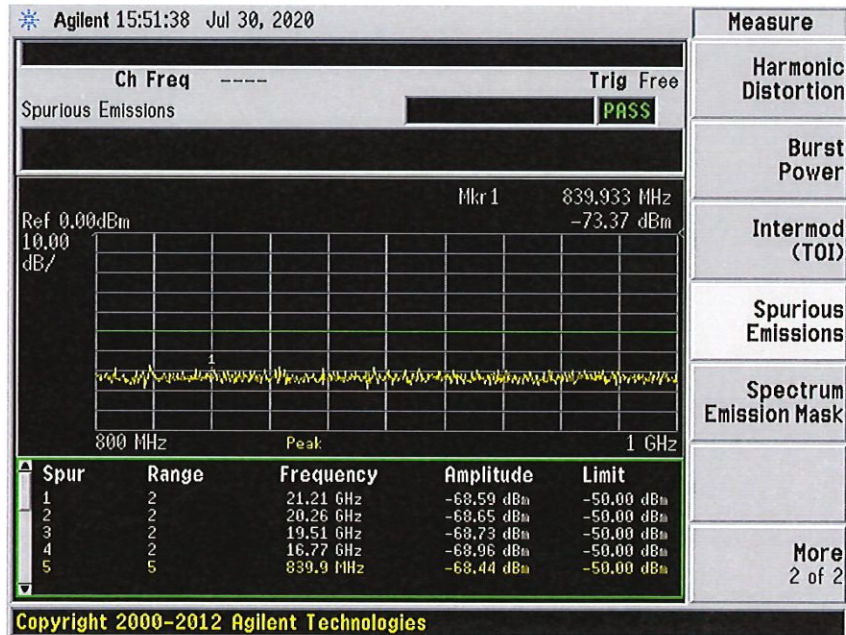 Agilent 15:51:38 Jul 30, 2020
Measure
Ch Freq ----
Trig Free
Spurious Emissions
PASS
Mkr1 839.933 MHz
Ref 0.00dBm
-73.37 dBm
10.00
dB/
1
800 MHz
Peak
1 GHz
Spur Range Frequency Amplitude Limit
1 2 21.21 GHz -68.59 dBm -50.00 dBm
2 2 20.26 GHz -68.65 dBm -50.00 dBm
3 2 19.51 GHz -68.73 dBm -50.00 dBm
4 2 16.77 GHz -68.96 dBm -50.00 dBm
5 5 839.9 MHz -68.44 dBm -50.00 dBm
Copyright 2000-2012 Agilent Technologies
Harmonic
Distortion
Burst
Power
Intermod
(TOI)
Spurious
Emissions
Spectrum
Emission Mask
More
2 of 2